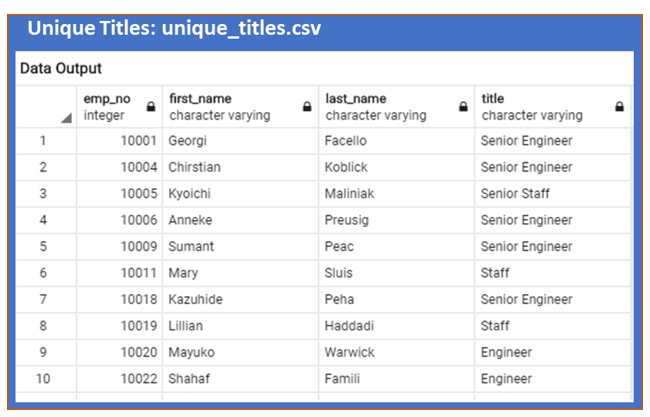 Unique Titles: unique_titles.csv
Data Output
emp_no first_name last_name title
integer character varying character varying character varying
1 10001 Georgi Facello Senior Engineer
2 10004 Chirstian Koblick Senior Engineer
3 10005 Kyoichi Maliniak Senior Staff
4 10006 Anneke Preusig Senior Engineer
5 10009 Sumant Peac Senior Engineer
6 10011 Mary Sluis Staff
7 10018 Kazuhide Peha Senior Engineer
8 10019 Lillian Haddadi Staff
9 10020 Mayuko Warwick Engineer
10 10022 Shahaf Famili Engineer